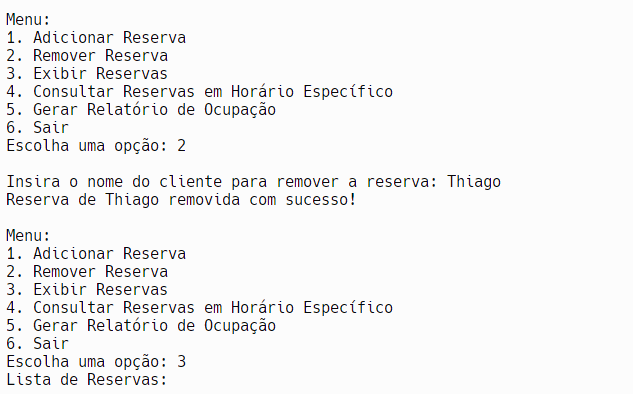 Menu:
1. Adicionar Reserva
2. Remover Reserva
3. Exibir Reservas
4. Consultar Reservas em Horário Específico
5. Gerar Relatório de Ocupação
6. Sair
Escolha uma opção: 2
Insira o nome do cliente para remover a reserva: Thiago
Reserva de Thiago removida com sucesso!
Menu:
1. Adicionar Reserva
2. Remover Reserva
3. Exibir Reservas
4. Consultar Reservas em Horário Específico
5. Gerar Relatório de Ocupação
6. Sair
Escolha uma opção: 3
Lista de Reservas: